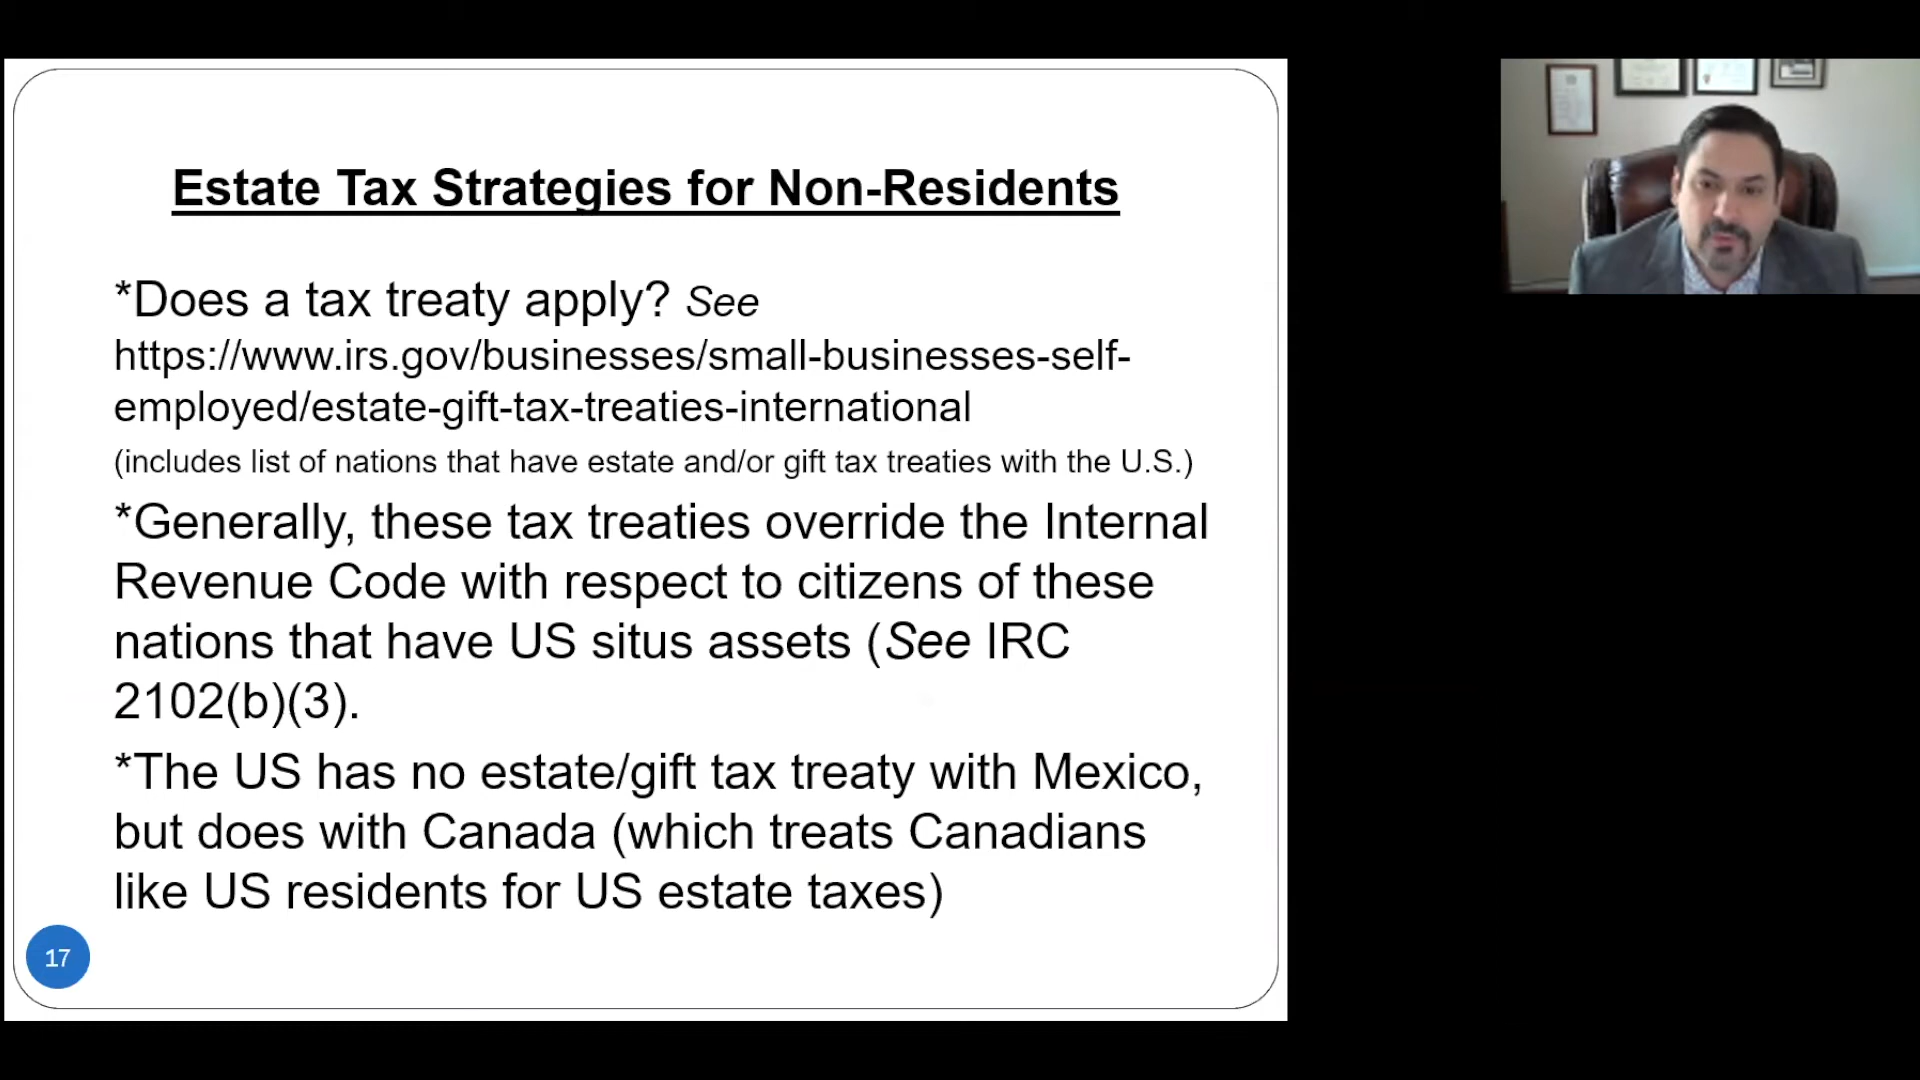 Estate Tax Strategies for Non-Residents
*Does a tax treaty apply? See
https://www.irs.gov/businesses/small-businesses-self-
employed/estate-gift-tax-treaties-international
(includes list of nations that have estate and/or gift tax treaties with the U.S.)
*Generally, these tax treaties override the Internal
Revenue Code with respect to citizens of these
nations that have US situs assets (See IRC
2102(b)(3).
*The US has no estate/gift tax treaty with Mexico,
but does with Canada (which treats Canadians
like US residents for US estate taxes)
17